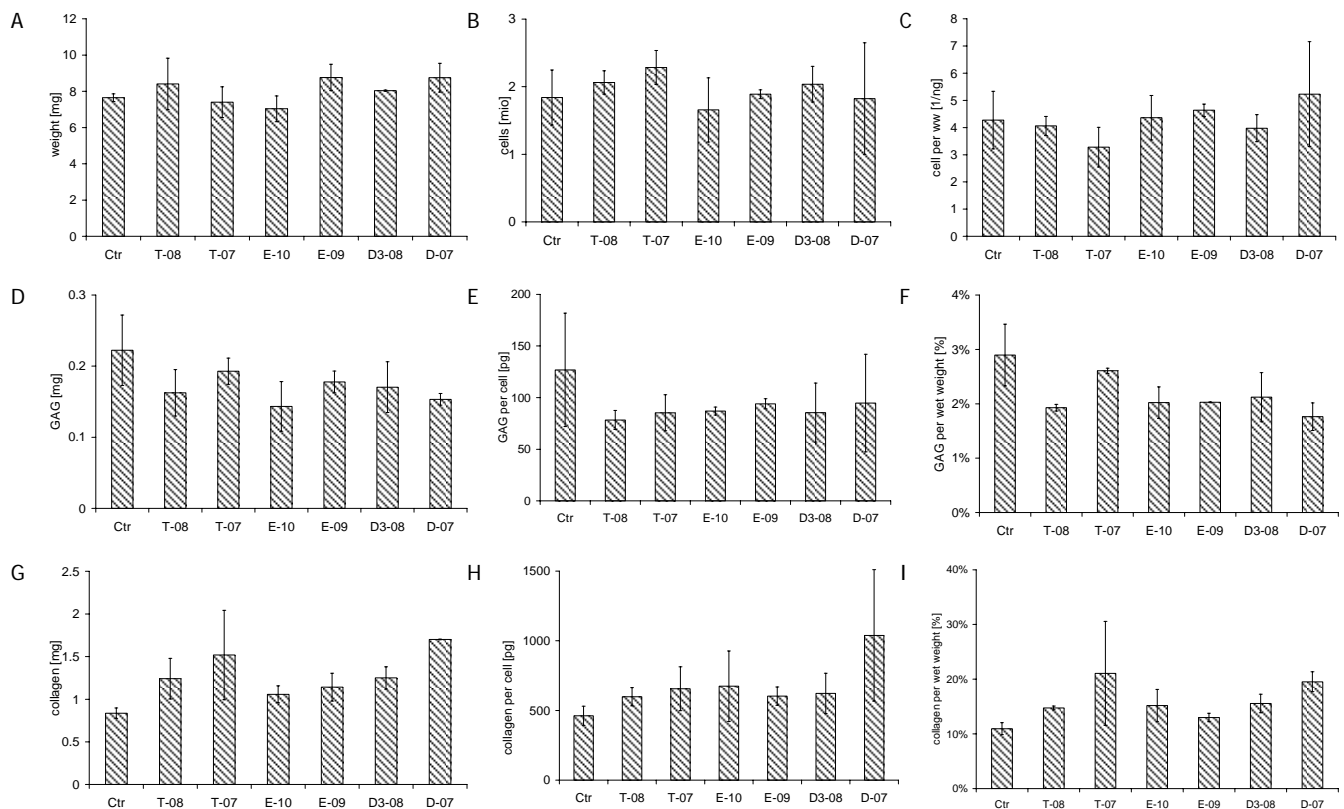 A
weight [mg]
12
10
8
6
4
2
0
Ctr T-08 T-07 E-10 E-09 D3-08 D-07
B
cells [mio]
3
2
1
0
Ctr T-08 T-07 E-10 E-09 D3-08 D-07
C
cell per ww [1/ng]
8
7
6
5
4
3
2
1
0
Ctr T-08 T-07 E-10 E-09 D3-08 D-07
D
GAG [mg]
0.3
0.2
0.1
0
Ctr T-08 T-07 E-10 E-09 D3-08 D-07
E
GAG per cell [pg]
200
150
100
50
0
Ctr T-08 T-07 E-10 E-09 D3-08 D-07
F
GAG per wet weight [%]
4%
3%
2%
1%
0%
Ctr T-08 T-07 E-10 E-09 D3-08 D-07
G
collagen [mg]
2.5
2
1.5
1
0.5
0
Ctr T-08 T-07 E-10 E-09 D3-08 D-07
H
collagen per cell [pg]
1500
1000
500
0
Ctr T-08 T-07 E-10 E-09 D3-08 D-07
I
collagen per wet weight [%]
40%
30%
20%
10%
0%
Ctr T-08 T-07 E-10 E-09 D3-08 D-07